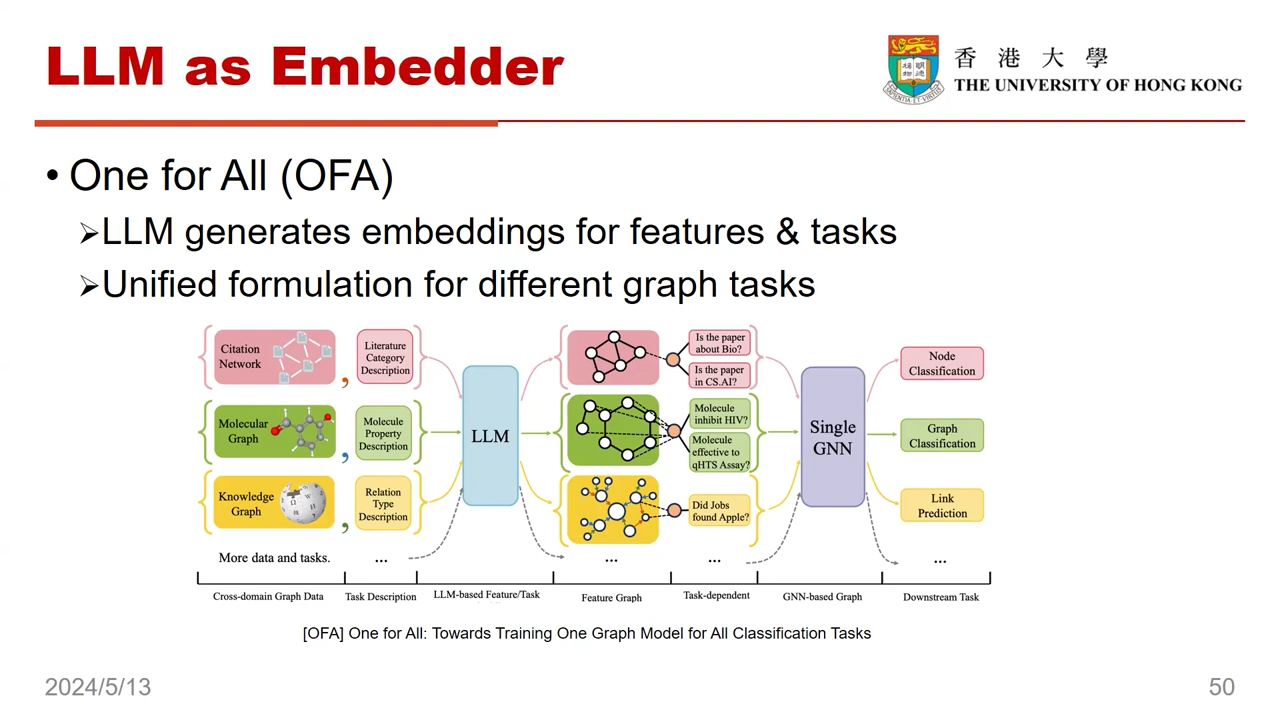 LLM as Embedder
香港大學
THE UNIVERSITY OF HONG KONG
• One for All (OFA)
➢LLM generates embeddings for features & tasks
➢Unified formulation for different graph tasks
Citation
Network
,
Literature
Category
Description
Molecular
Graph
,
Molecule
Property
Description
Knowledge
Graph
,
Relation
Type
Description
More data and tasks.
...
LLM
Is the paper
about Bio?
Is the paper
in CS.AI?
Molecule
inhibit HIV?
Molecule
effective to
qHTS Assay?
Did Jobs
found Apple?
...
...
Single
GNN
Node
Classification
Graph
Classification
Link
Prediction
...
Cross-domain Graph Data
Task Description
LLM-based Feature/Task
Feature Graph
Task-dependent
GNN-based Graph
Downstream Task
[OFA] One for All: Towards Training One Graph Model for All Classification Tasks
2024/5/13
50